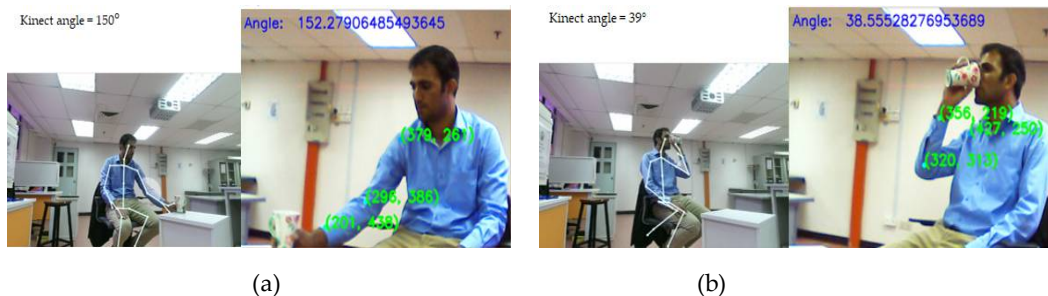 Kinect angle = 150°
Angle: 152.27906485493645
(379, 261)
(296, 386)
(201, 438)
(a)
Kinect angle = 39°
Angle: 38.55528276953689
(356, 219)
(427, 250)
(320, 313)
(b)